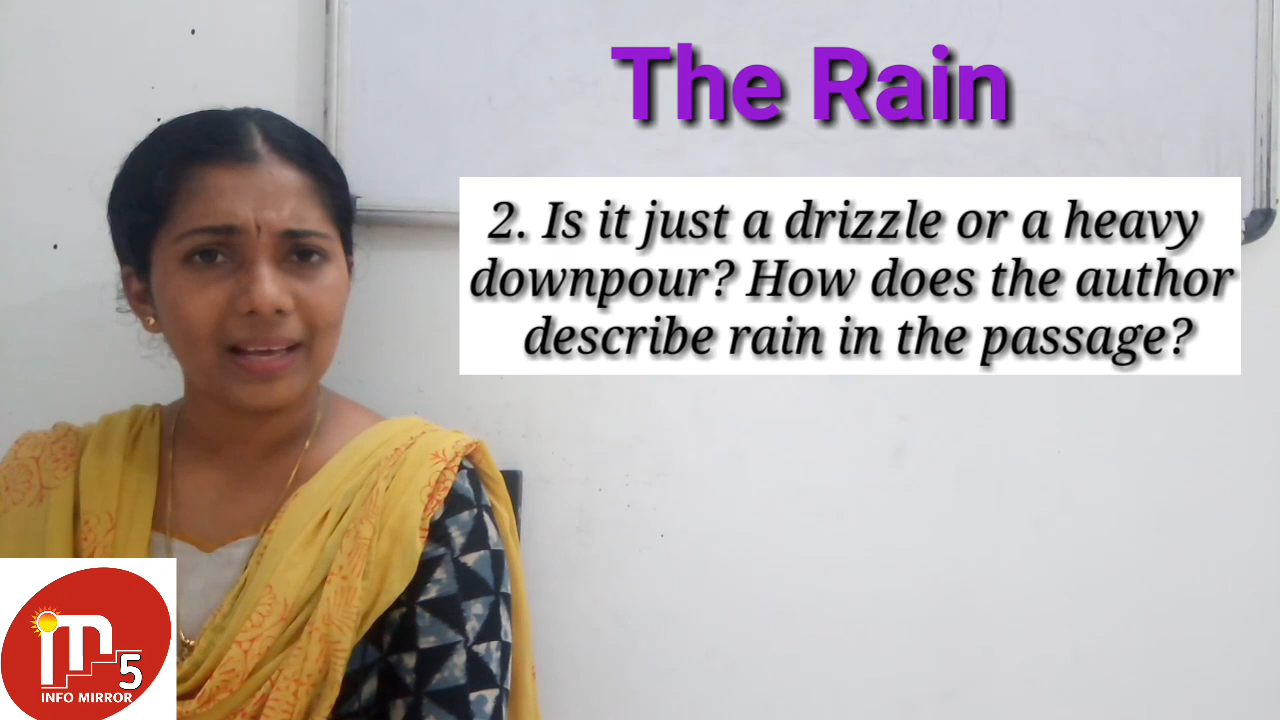 The Rain
2. Is it just a drizzle or a heavy
downpour? How does the author
describe rain in the passage?
m
5
INFO MIRROR